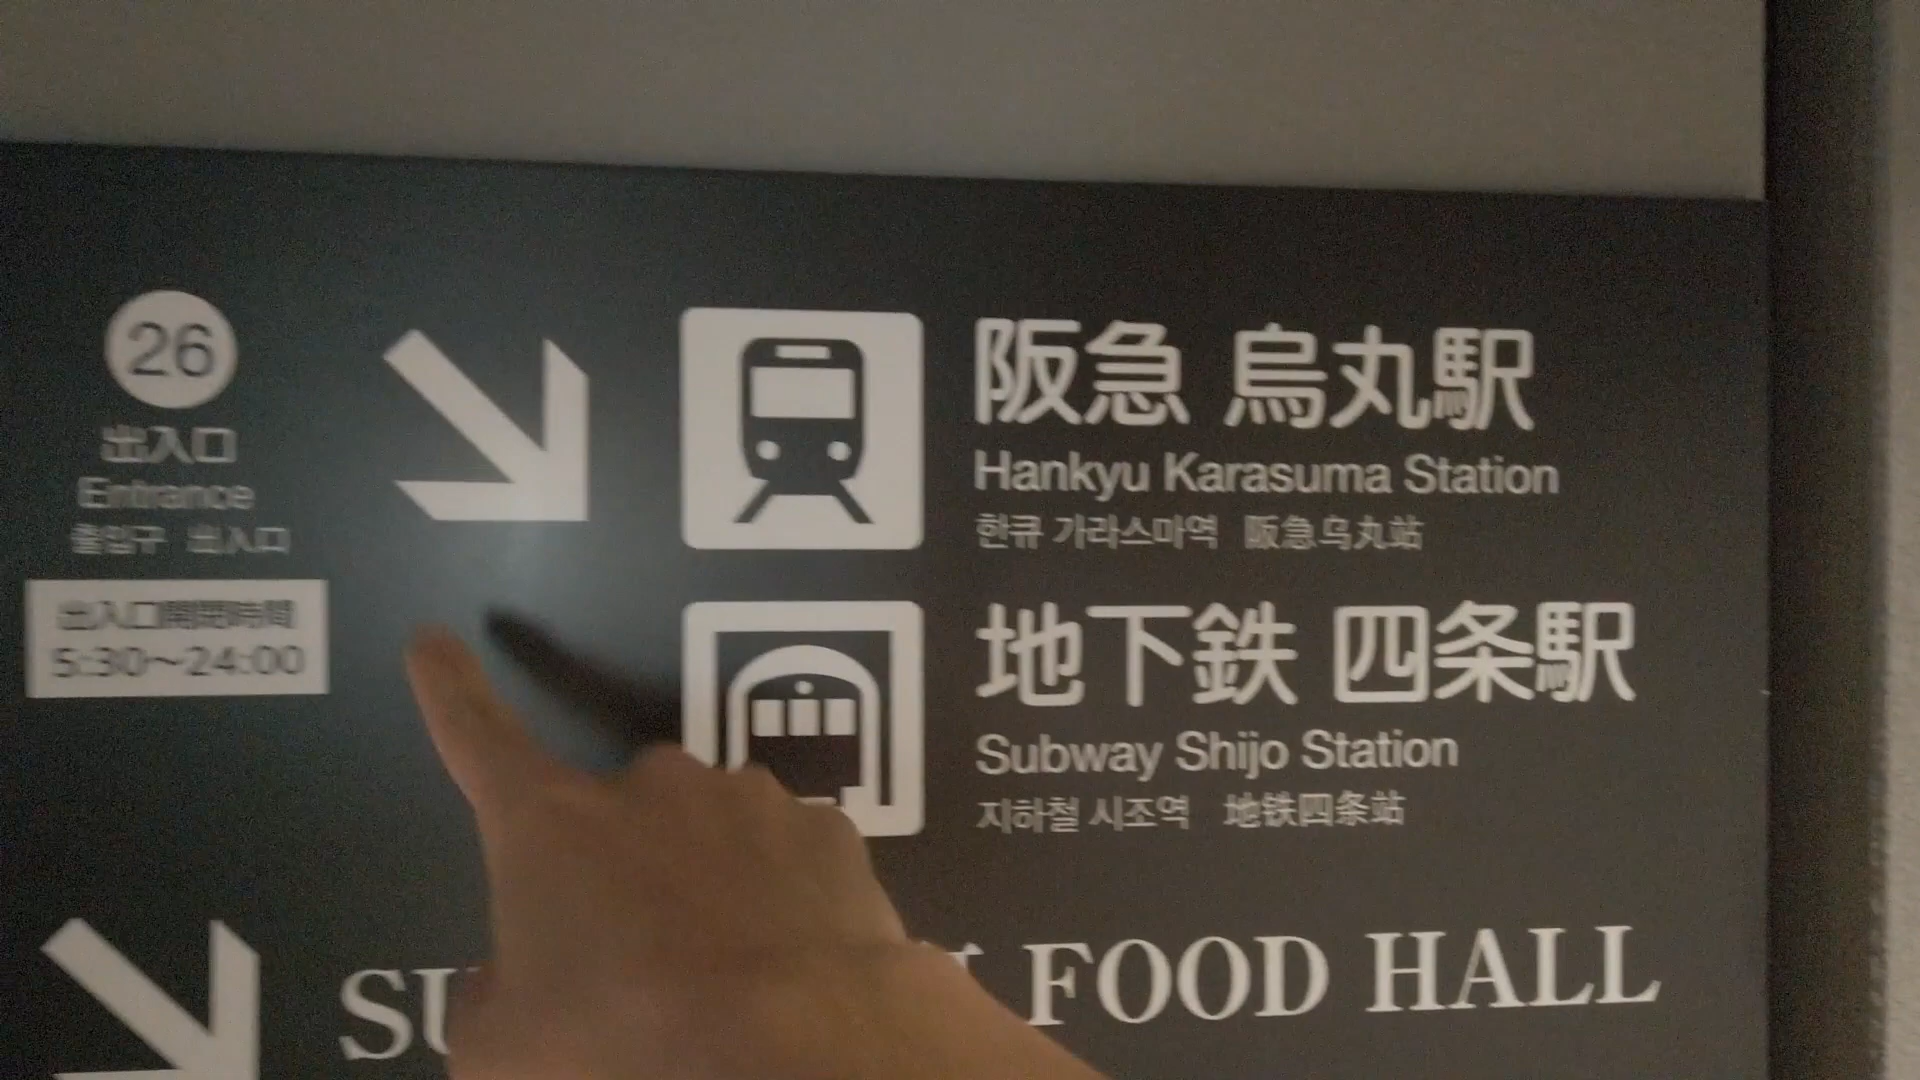 26
出入口
Entrance
출입구 出入口
出入口開閉時間
5:30〜24:00
阪急 烏丸駅
Hankyu Karasuma Station
한큐 가라스마역 阪急乌丸站
地下鉄 四条駅
Subway Shijo Station
지하철 시조역 地铁四条站
FOOD HALL